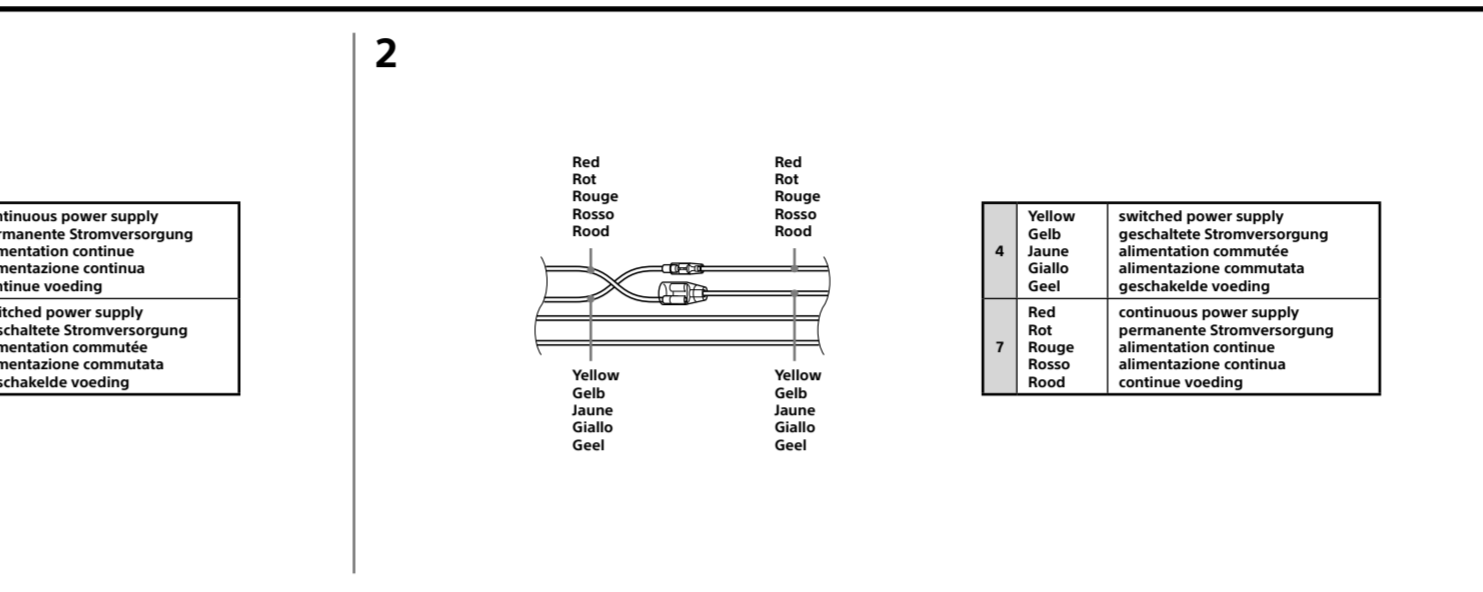 2
ntinuous power supply
rmanente Stromversorgung
mentation continue
mentazione continua
ntinue voeding
itched power supply
schaltete Stromversorgung
mentation commutée
mentazione commutata
schakelde voeding
Red
Rot
Rouge
Rosso
Rood
Red
Rot
Rouge
Rosso
Rood
Yellow
Gelb
Jaune
Giallo
Geel
Yellow
Gelb
Jaune
Giallo
Geel
4
Yellow switched power supply
Gelb geschaltete Stromversorgung
Jaune alimentation commutée
Giallo alimentazione commutata
Geel geschakelde voeding
7
Red continuous power supply
Rot permanente Stromversorgung
Rouge alimentation continue
Rosso alimentazione continua
Rood continue voeding